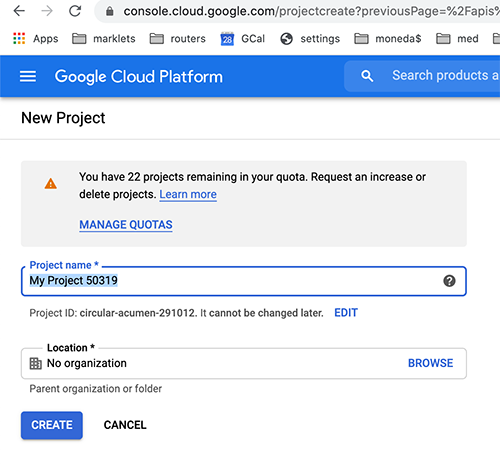 console.cloud.google.com/projectcreate?previousPage=%2Fapis
Apps marklets routers 28 GCal settings moneda$ med
Google Cloud Platform Search products a
New Project
You have 22 projects remaining in your quota. Request an increase or
delete projects. Learn more
MANAGE QUOTAS
Project name *
My Project 50319
Project ID: circular-acumen-291012. It cannot be changed later. EDIT
Location *
No organization BROWSE
Parent organization or folder
CREATE CANCEL